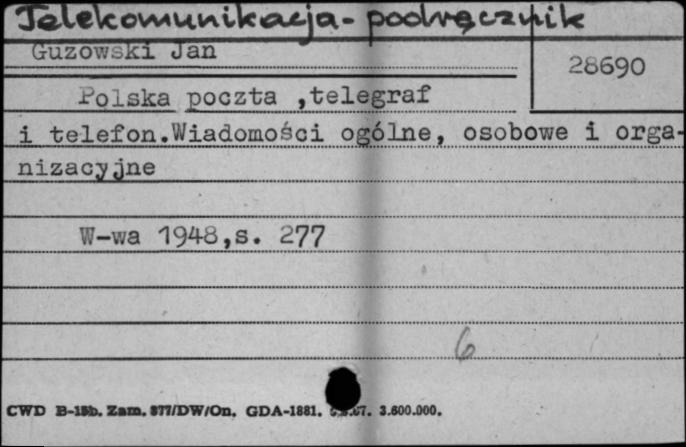 Telekomunikacja - podręcznik
Guzowski Jan
28690
Polska poczta ,telegraf
i telefon.Wiadomości ogólne, osobowe i orga-
nizacyjne
W-wa 1948,s. 277
6
CWD B-15b. Zam. 877/DW/On. GDA-1881. 3.600.000.